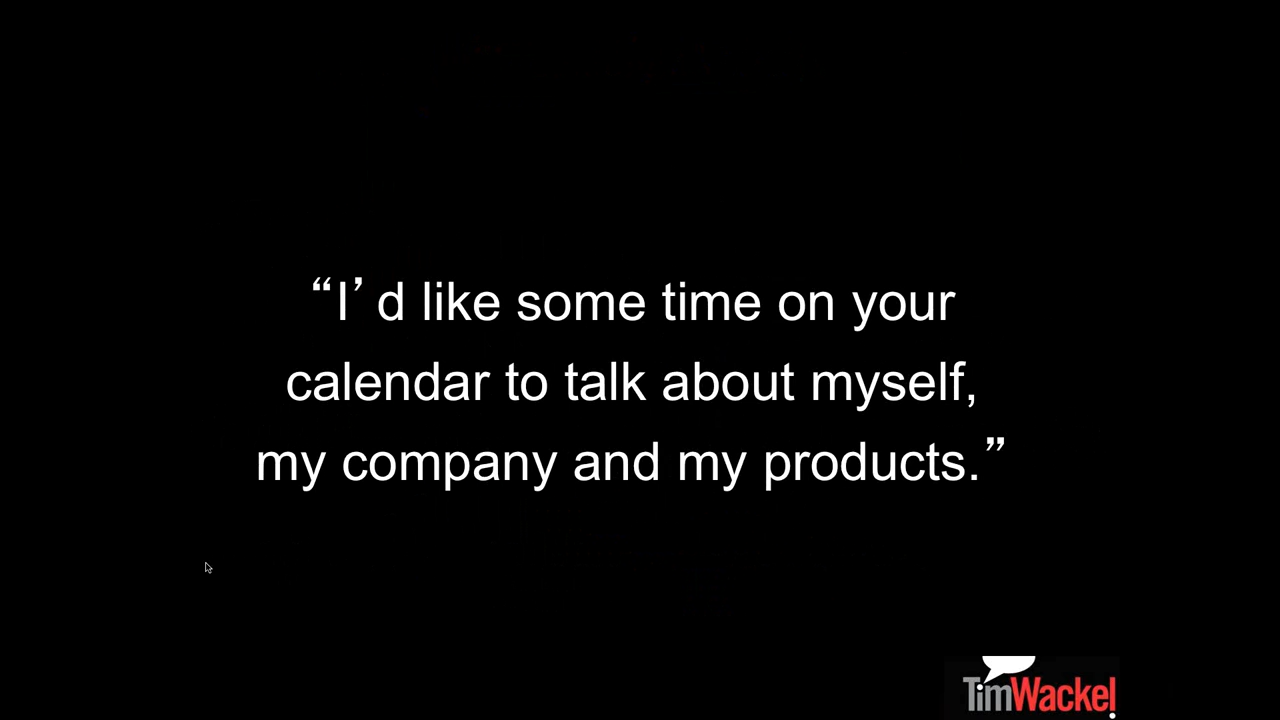 “I’d like some time on your
calendar to talk about myself,
my company and my products.”
TimWackel